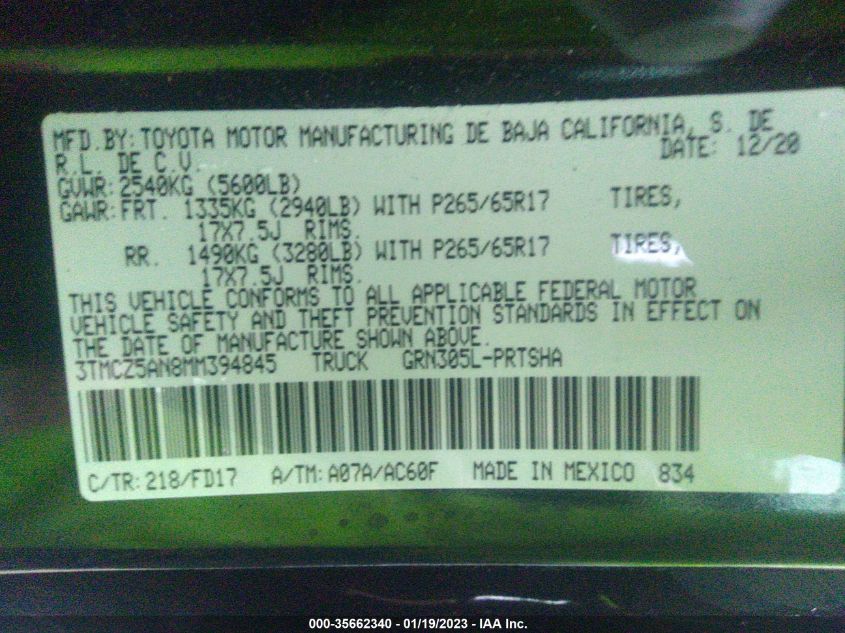 MFD.BY:TOYOTA MOTOR MANUFACTURING DE BAJA CALIFORNIA, S. DE
R.L. DE C.V. DATE: 12/20
GVWR:2540KG (5600LB)
GAWR:FRT. 1335KG (2940LB) WITH P265/65R17 TIRES,
17X7.5J RIMS.
RR. 1490KG (3280LB) WITH P265/65R17 TIRES,
17X7.5J RIMS.
THIS VEHICLE CONFORMS TO ALL APPLICABLE FEDERAL MOTOR
VEHICLE SAFETY AND THEFT PREVENTION STANDARDS IN EFFECT ON
THE DATE OF MANUFACTURE SHOWN ABOVE.
3TMCZ5AN8MM394845 TRUCK GRN305L-PRTSHA
C/TR:218/FD17 A/TM:A07A/AC60F MADE IN MEXICO 834
000-35662340 - 01/19/2023 - IAA Inc.